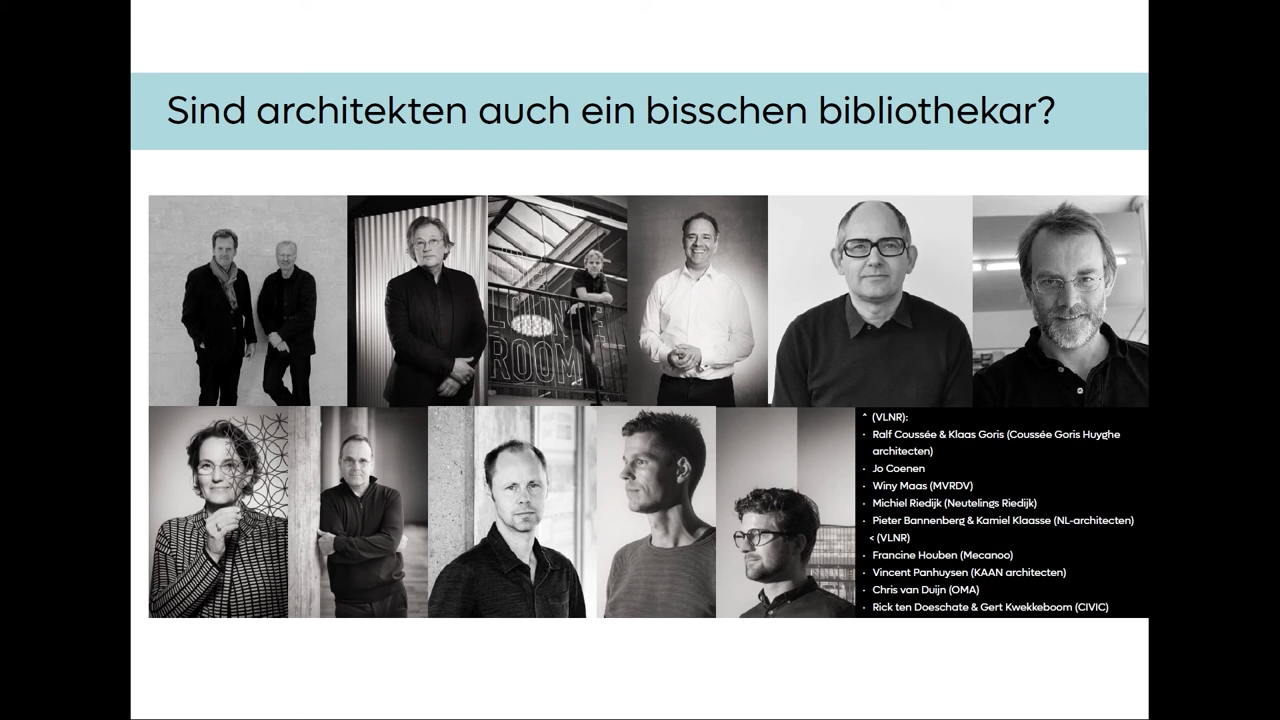 Sind architekten auch ein bisschen bibliothekar?
LOUNGE
ROOM
^ (VLNR):
• Ralf Coussée & Klaas Goris (Coussée Goris Huyghe
architecten)
• Jo Coenen
• Winy Maas (MVRDV)
• Michiel Riedijk (Neutelings Riedijk)
• Pieter Bannenberg & Kamiel Klaasse (NL-architecten)
< (VLNR)
• Francine Houben (Mecanoo)
• Vincent Panhuysen (KAAN architecten)
• Chris van Duijn (OMA)
• Rick ten Doeschate & Gert Kwekkeboom (CIVIC)